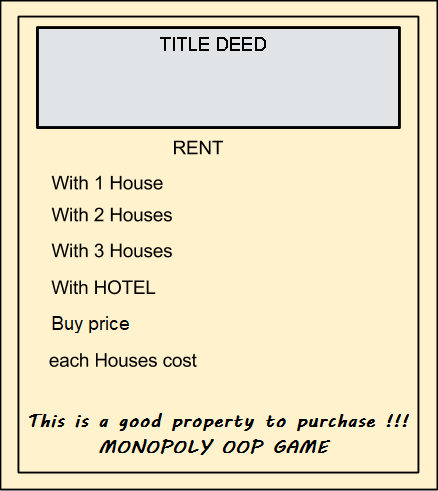 TITLE DEED
RENT
With 1 House
With 2 Houses
With 3 Houses
With HOTEL
Buy price
each Houses cost
This is a good property to purchase !!!
MONOPOLY OOP GAME